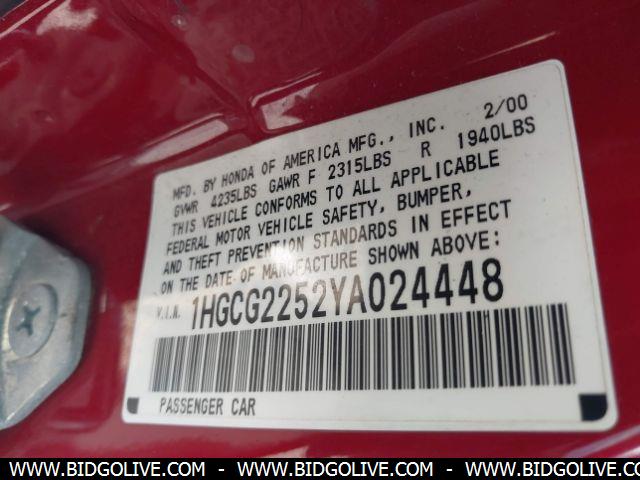 MFD. BY HONDA OF AMERICA MFG., INC. 2/00
GVWR 4235LBS GAWR F 2315LBS R 1940LBS
THIS VEHICLE CONFORMS TO ALL APPLICABLE
FEDERAL MOTOR VEHICLE SAFETY, BUMPER,
AND THEFT PREVENTION STANDARDS IN EFFECT
ON THE DATE OF MANUFACTURE SHOWN ABOVE:
V.I.N. 1HGCG2252YA024448
PASSENGER CAR
WWW.BIDGOLIVE.COM - WWW.BIDGOLIVE.COM - WWW.BIDGOLIVE.COM